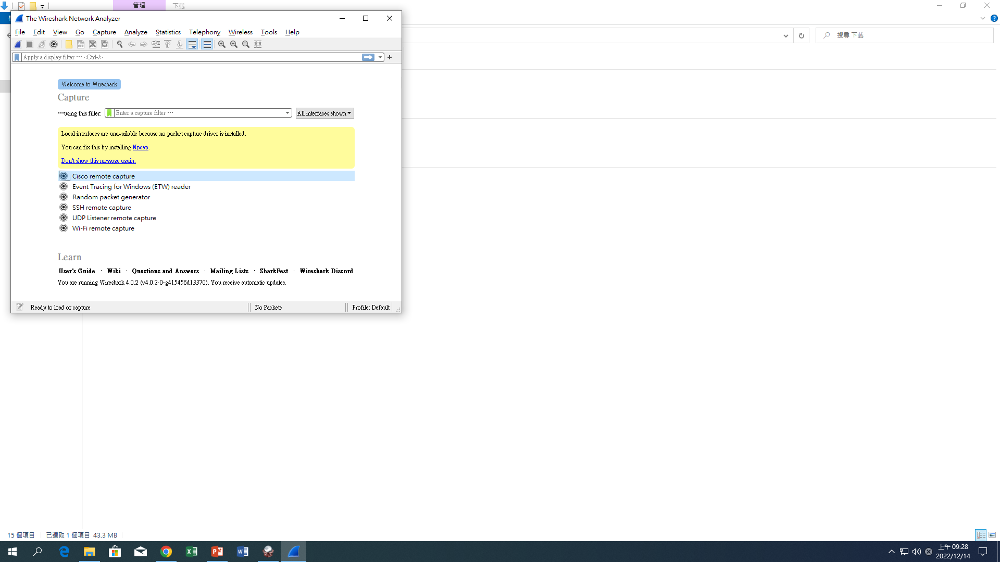 管理
下載
The Wireshark Network Analyzer
File Edit View Go Capture Analyze Statistics Telephony Wireless Tools Help
Apply a display filter ⋯ <Ctrl-/>
搜尋 下載
Welcome to Wireshark
Capture
⋯using this filter: Enter a capture filter ⋯ All interfaces shown
Local interfaces are unavailable because no packet capture driver is installed.
You can fix this by installing Npcap.
Don't show this message again.
Cisco remote capture
Event Tracing for Windows (ETW) reader
Random packet generator
SSH remote capture
UDP Listener remote capture
Wi-Fi remote capture
Learn
User's Guide · Wiki · Questions and Answers · Mailing Lists · SharkFest · Wireshark Discord
You are running Wireshark 4.0.2 (v4.0.2-0-g415456d13370). You receive automatic updates.
Ready to load or capture No Packets Profile: Default
15 個項目 已選取 1 個項目 43.3 MB
上午 09:28
2022/12/14